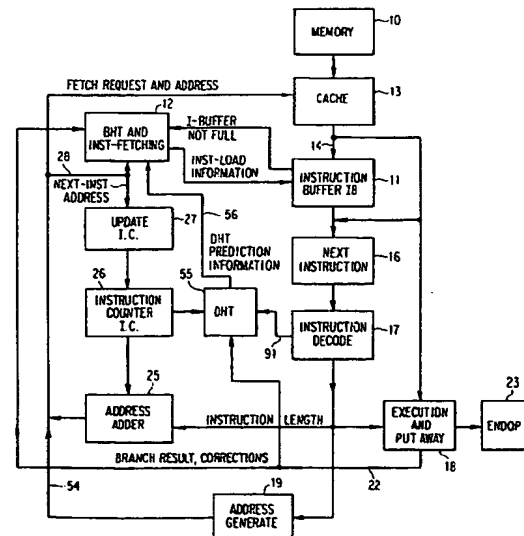 10
MEMORY
FETCH REQUEST AND ADDRESS
12
13
CACHE
BHT AND
INST-FETCHING
I-BUFFER
NOT FULL
14
28
NEXT-INST
ADDRESS
INST-LOAD
INFORMATION
INSTRUCTION
BUFFER IB
11
UPDATE
I.C.
27
56
DHT
PREDICTION
INFORMATION
NEXT
INSTRUCTION
16
26
INSTRUCTION
COUNTER
I.C.
55
DHT
INSTRUCTION
DECODE
17
91
25
ADDRESS
ADDER
INSTRUCTION LENGTH
EXECUTION
AND
PUT AWAY
18
23
ENDOP
BRANCH RESULT, CORRECTIONS
22
54
19
ADDRESS
GENERATE